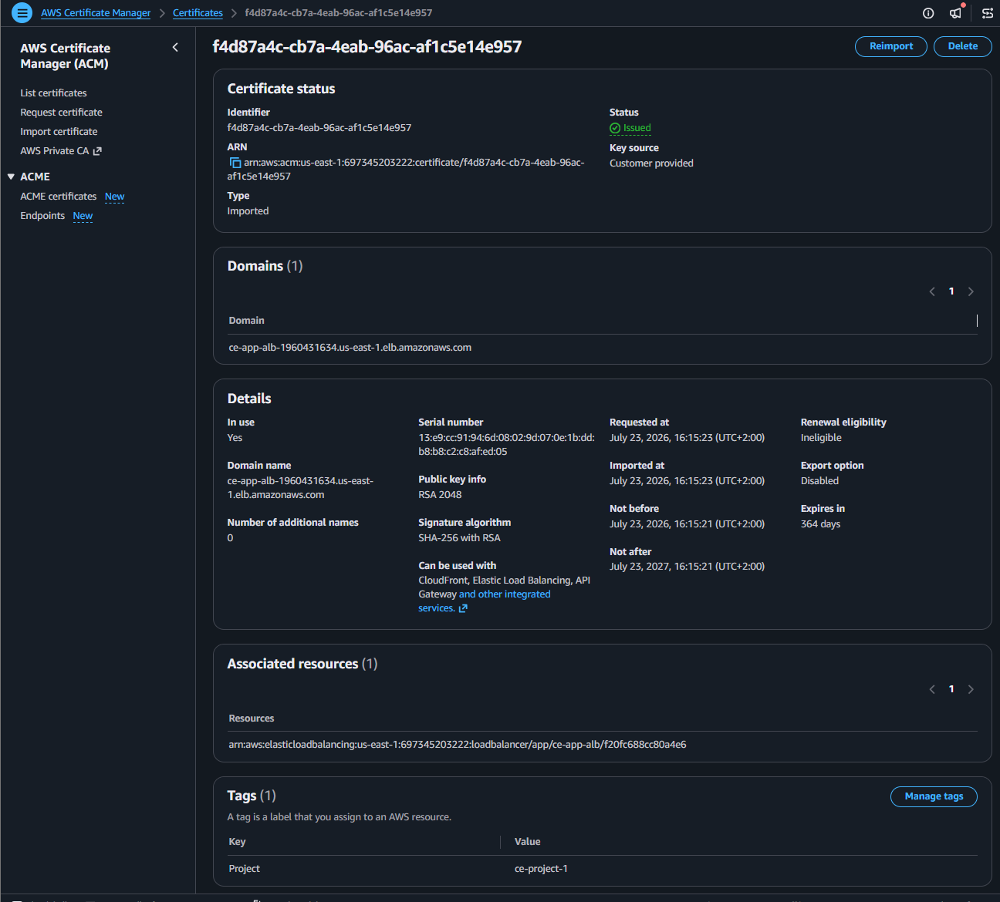 AWS Certificate Manager > Certificates > f4d87a4c-cb7a-4eab-96ac-af1c5e14e957
AWS Certificate
Manager (ACM)
List certificates
Request certificate
Import certificate
AWS Private CA
ACME
ACME certificates New
Endpoints New
f4d87a4c-cb7a-4eab-96ac-af1c5e14e957
Reimport
Delete
Certificate status
Identifier
f4d87a4c-cb7a-4eab-96ac-af1c5e14e957
ARN
arn:aws:acm:us-east-1:697345203222:certificate/f4d87a4c-cb7a-4eab-96ac-
af1c5e14e957
Type
Imported
Status
Issued
Key source
Customer provided
Domains (1)
1
Domain
ce-app-alb-1960431634.us-east-1.elb.amazonaws.com
Details
In use
Yes
Domain name
ce-app-alb-1960431634.us-east-
1.elb.amazonaws.com
Number of additional names
0
Serial number
13:e9:cc:91:94:6d:08:02:9d:07:0e:1b:dd:
b8:b8:c2:c8:af:ed:05
Public key info
RSA 2048
Signature algorithm
SHA-256 with RSA
Can be used with
CloudFront, Elastic Load Balancing, API
Gateway and other integrated
services.
Requested at
July 23, 2026, 16:15:23 (UTC+2:00)
Imported at
July 23, 2026, 16:15:23 (UTC+2:00)
Not before
July 23, 2026, 16:15:21 (UTC+2:00)
Not after
July 23, 2027, 16:15:21 (UTC+2:00)
Renewal eligibility
Ineligible
Export option
Disabled
Expires in
364 days
Associated resources (1)
1
Resources
arn:aws:elasticloadbalancing:us-east-1:697345203222:loadbalancer/app/ce-app-alb/f20fc688cc80a4e6
Tags (1)
Manage tags
A tag is a label that you assign to an AWS resource.
Key
Value
Project
ce-project-1